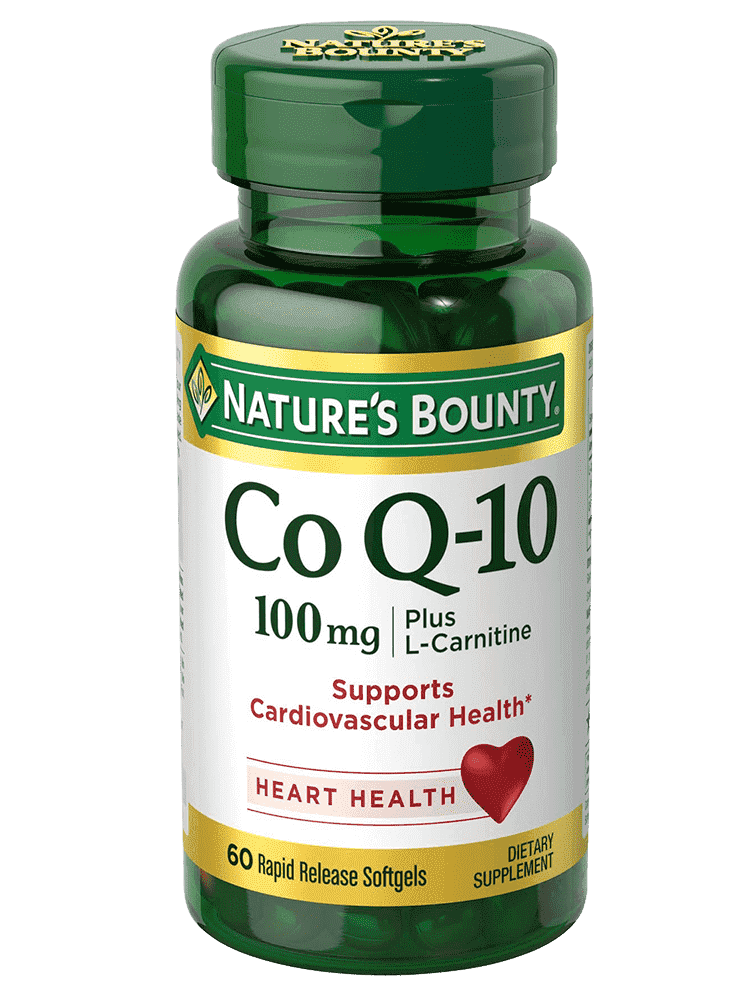 NATURE'S
BOUNTY
NATURE'S BOUNTY®
Co Q-10
100 mg
Plus
L-Carnitine
Supports
Cardiovascular Health*
HEART HEALTH
60 Rapid Release Softgels
DIETARY
SUPPLEMENT